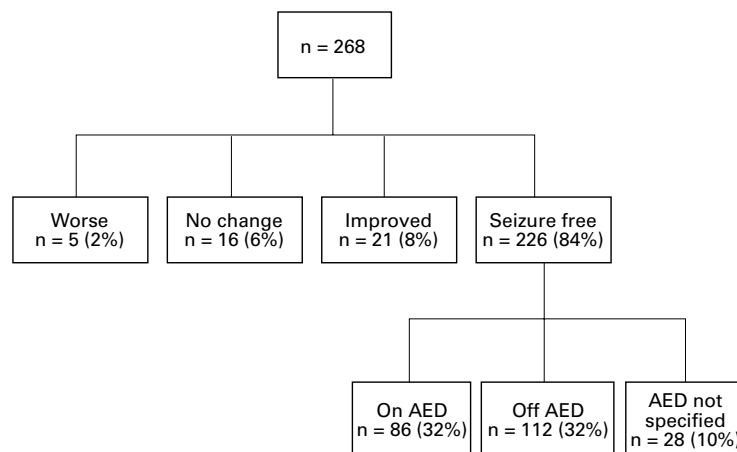 n = 268
Worse
n = 5 (2%)
No change
n = 16 (6%)
Improved
n = 21 (8%)
Seizure free
n = 226 (84%)
On AED
n = 86 (32%)
Off AED
n = 112 (32%)
AED not
specified
n = 28 (10%)